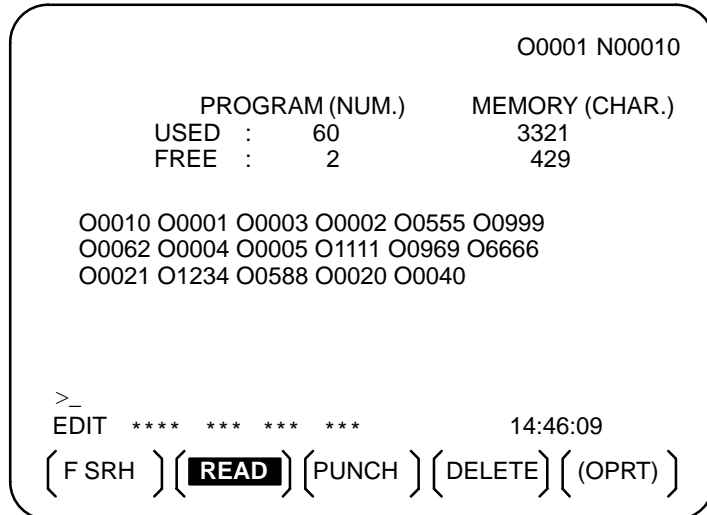 O0001 N00010
PROGRAM (NUM.) MEMORY (CHAR.)
USED : 60 3321
FREE : 2 429
O0010 O0001 O0003 O0002 O0555 O0999
O0062 O0004 O0005 O1111 O0969 O6666
O0021 O1234 O0588 O0020 O0040
>_
EDIT **** *** *** *** 14:46:09
F SRH READ PUNCH DELETE (OPRT)